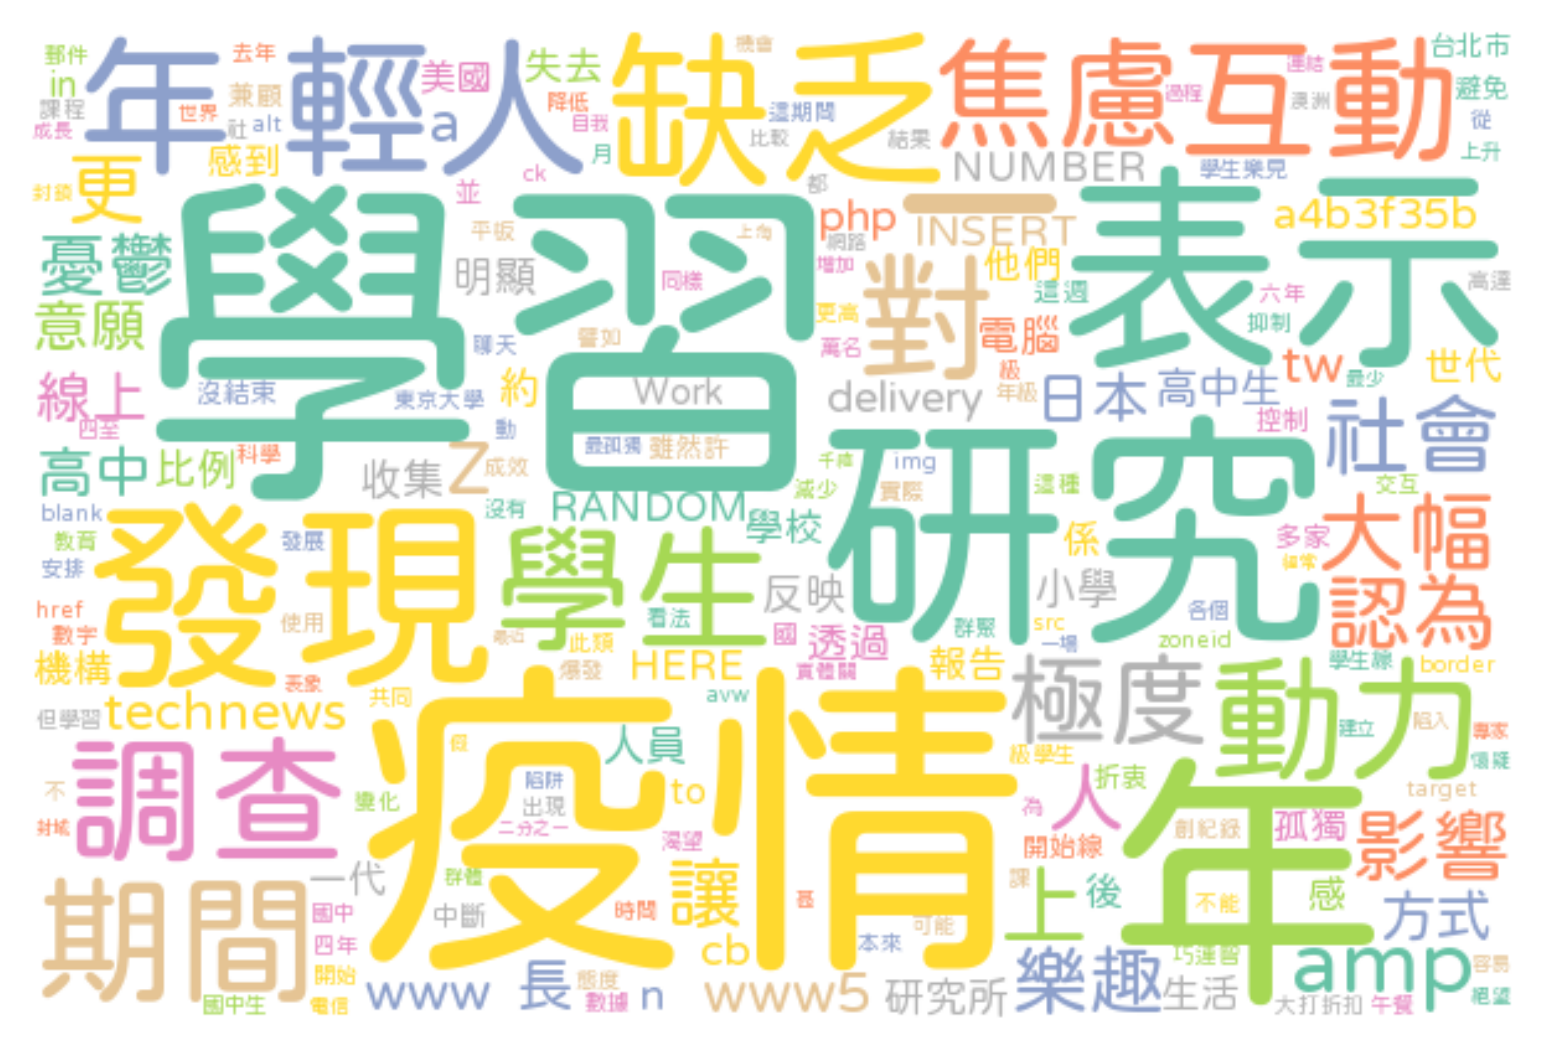 郵件 去年 美國 失去 機會 台北市
年輕人 缺乏 焦慮 互動
in 兼顧 降低 這期間 過程 連結 澳洲 避免
課程 世界 a 自我 比較 結果 從
成長 社 alt 月 NUMBER 學生樂見 上升
更 感到 ck 都
封鎖 並 php INSERT 一 a4b3f35b
學習 表示
憂鬱 平板 上海 網路
明顯 同樣 增加 對 他們 這週 六年 高達
意願 聊天 譬如 更高 萬名 電腦 抑制
線上 沒結束 東京大學 約 Work delivery 級 年級 日本 高中生 tw 最少 世代
四至 動 控制 社會
高中 比例 科學 收集 Z 成效 最孤獨 雖然許 千禧 img 這種 交互
研究
blank 沒有 RANDOM 減少 實際
教育 發現 發展 學生 學校 係 多家 大幅
安排 反映 小學 經常
href 使用 看法 各個 認為
數字 最近 此類 國 透過 群聚 src 一場 zoneid
機構 表象 爆發 HERE 實體關 報告 學生線 border
但學習 technews 共同 avw 極度 動力 建立 陷入 專家
疫情
調查 假 人員 級學生 懷疑
不 變化 陷阱 出現 to 為 人 折衷 target
封城 二分之一 渴望 開始線 年 創紀錄 孤獨 影響
一代 群體 讓 甚 課 上 後 不能 感
期間 國中 中斷 時間 可能 方式
四年 cb 本來 amp 容易
開始 www 長 態度 www5 研究所 樂趣 生活 絕望
國中生 電信 數據 n 大打折扣 午餐